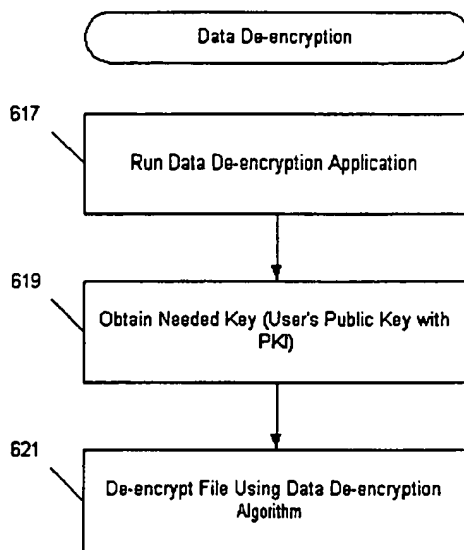 Data De-encryption
617
Run Data De-encryption Application
619
Obtain Needed Key (User's Public Key with
PKI)
621
De-encrypt File Using Data De-encryption
Algorithm